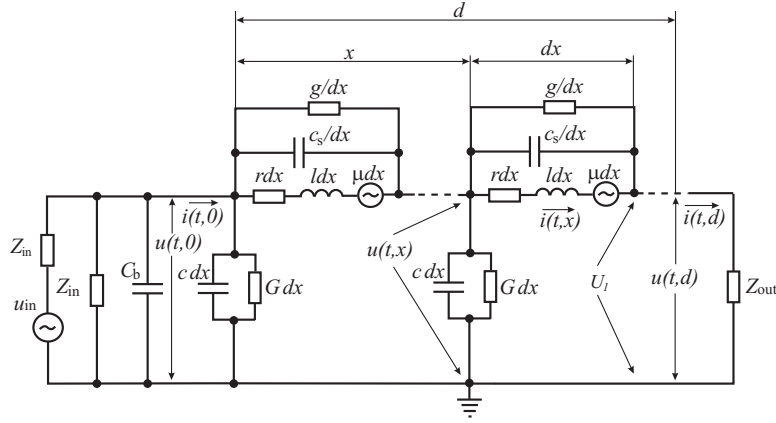 d
x
dx
g/dx
g/dx
cs/dx
cs/dx
rdx
ldx
μdx
rdx
ldx
μdx
i(t,0)
i(t,x)
i(t,d)
Zin
uin
Zin
Cb
u(t,0)
c dx
G dx
u(t,x)
c dx
G dx
U1
u(t,d)
Zout